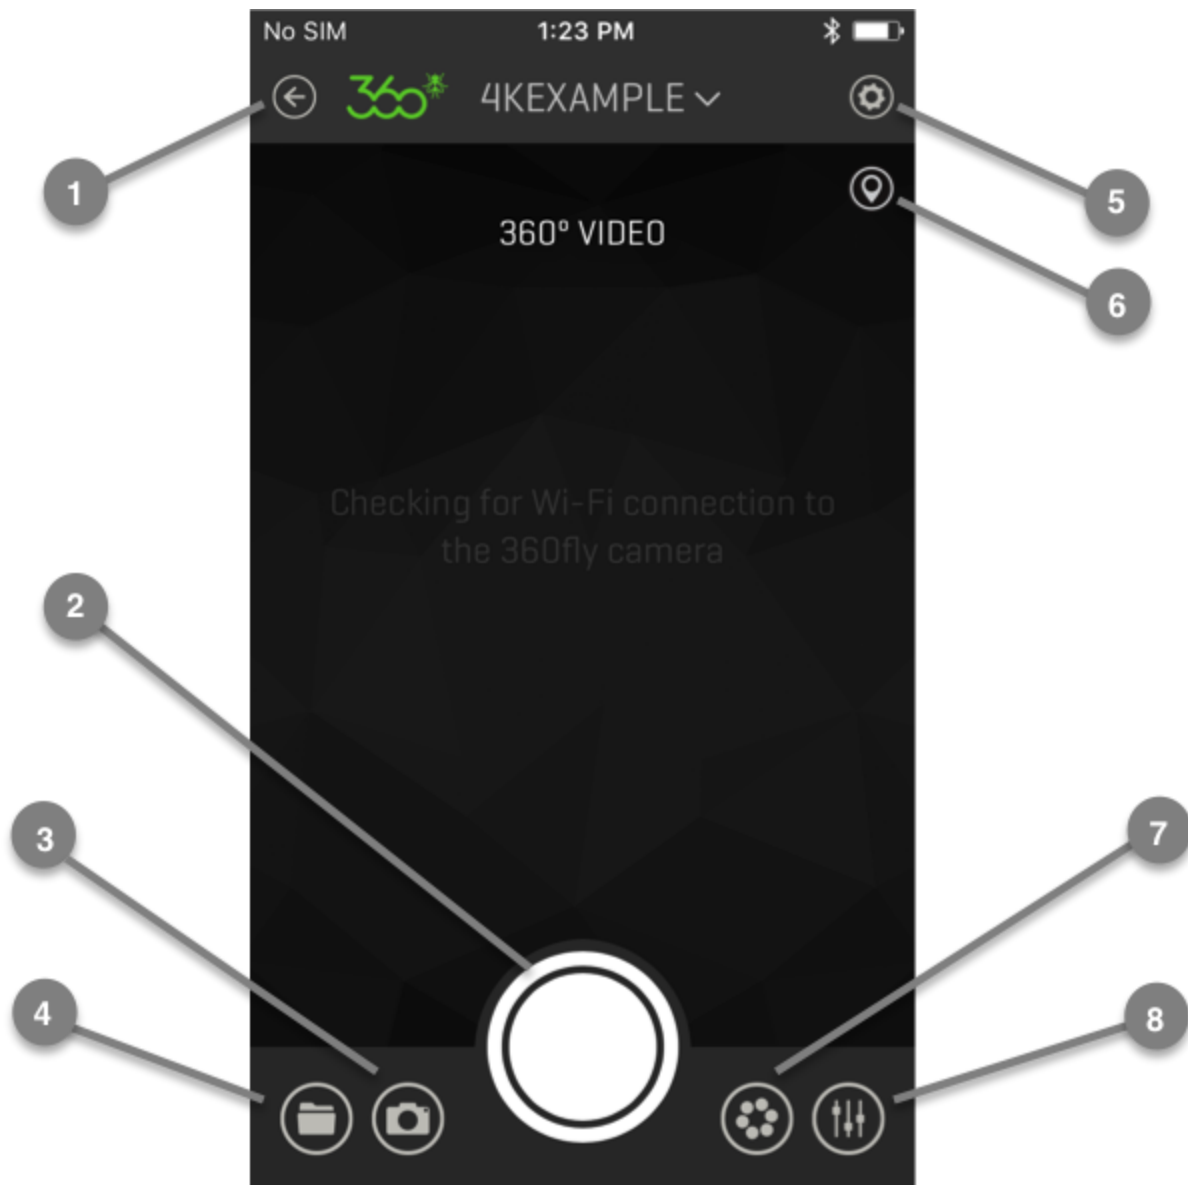 No SIM 1:23 PM
360 4KEXAMPLE
1
5
360° VIDEO
6
Checking for Wi-Fi connection to
the 360fly camera
2
3
7
4
8